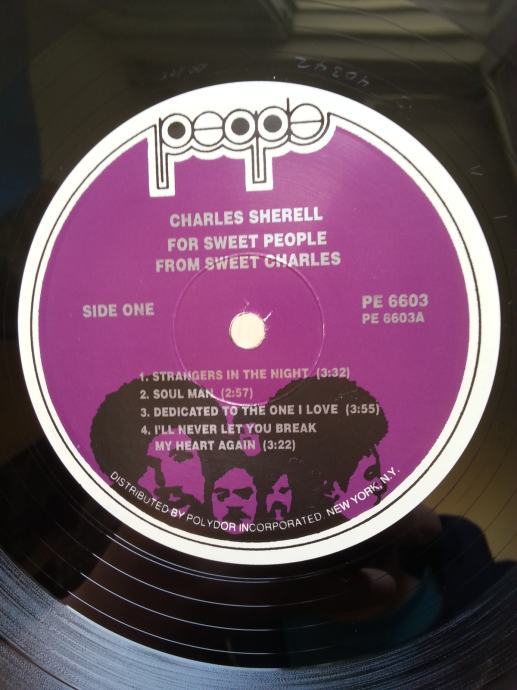 people
CHARLES SHERELL
FOR SWEET PEOPLE
FROM SWEET CHARLES
SIDE ONE
PE 6603
PE 6603A
1. STRANGERS IN THE NIGHT (3:32)
2. SOUL MAN (2:57)
3. DEDICATED TO THE ONE I LOVE (3:55)
4. I'LL NEVER LET YOU BREAK
MY HEART AGAIN (3:22)
DISTRIBUTED BY POLYDOR INCORPORATED. NEW YORK, N.Y.